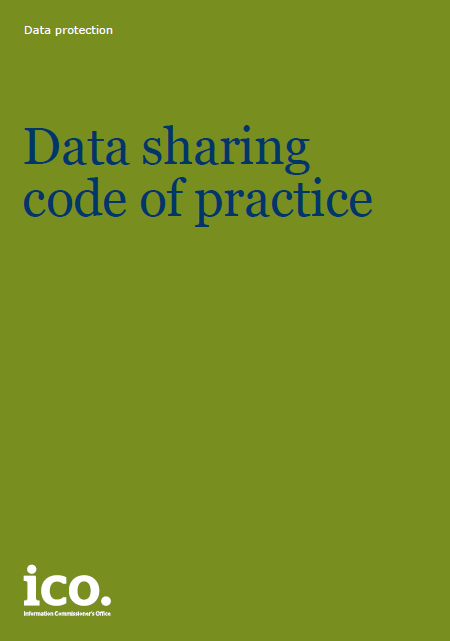 Data protection
Data sharing
code of practice
ico.
Information Commissioner's Office